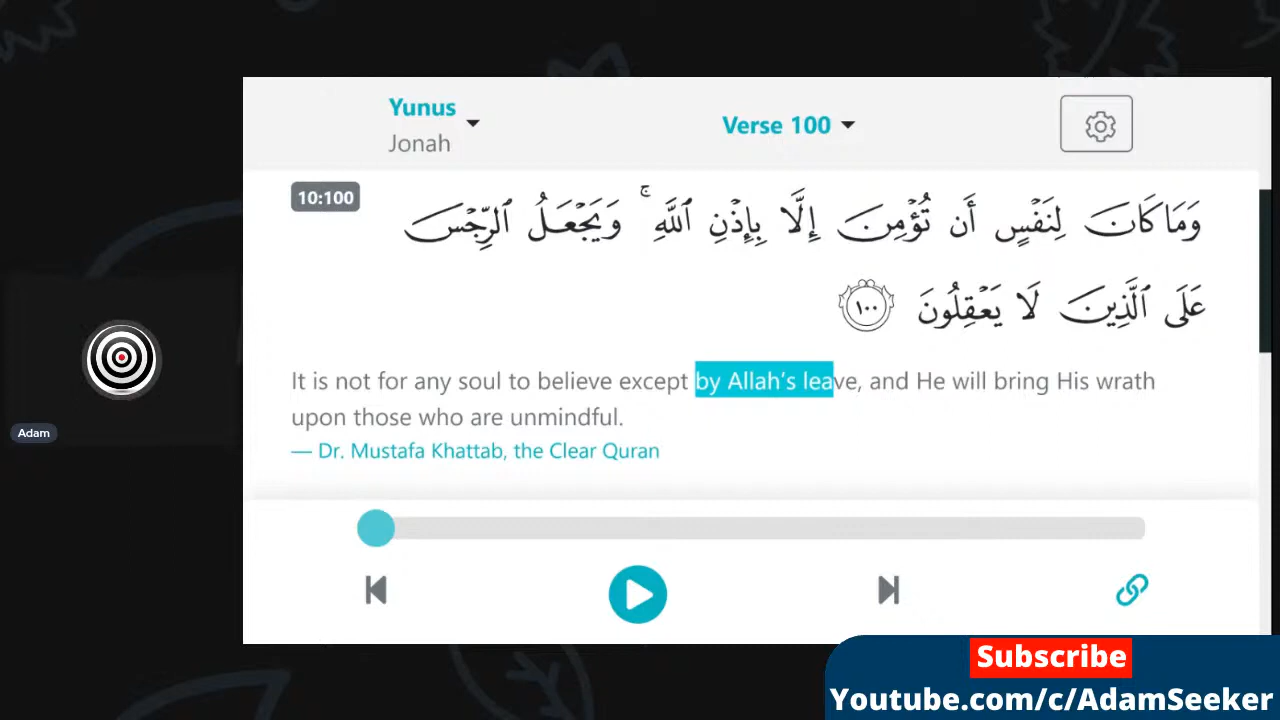 Yunus
Jonah
Verse 100
10:100
وَمَا كَانَ لِنَفْسٍ أَن تُؤْمِنَ إِلَّا بِإِذْنِ ٱللَّهِ ۚ وَيَجْعَلُ ٱلرِّجْسَ
عَلَى ٱلَّذِينَ لَا يَعْقِلُونَ ١٠٠
It is not for any soul to believe except by Allah’s leave, and He will bring His wrath
upon those who are unmindful.
— Dr. Mustafa Khattab, the Clear Quran
Adam
Subscribe
Youtube.com/c/AdamSeeker